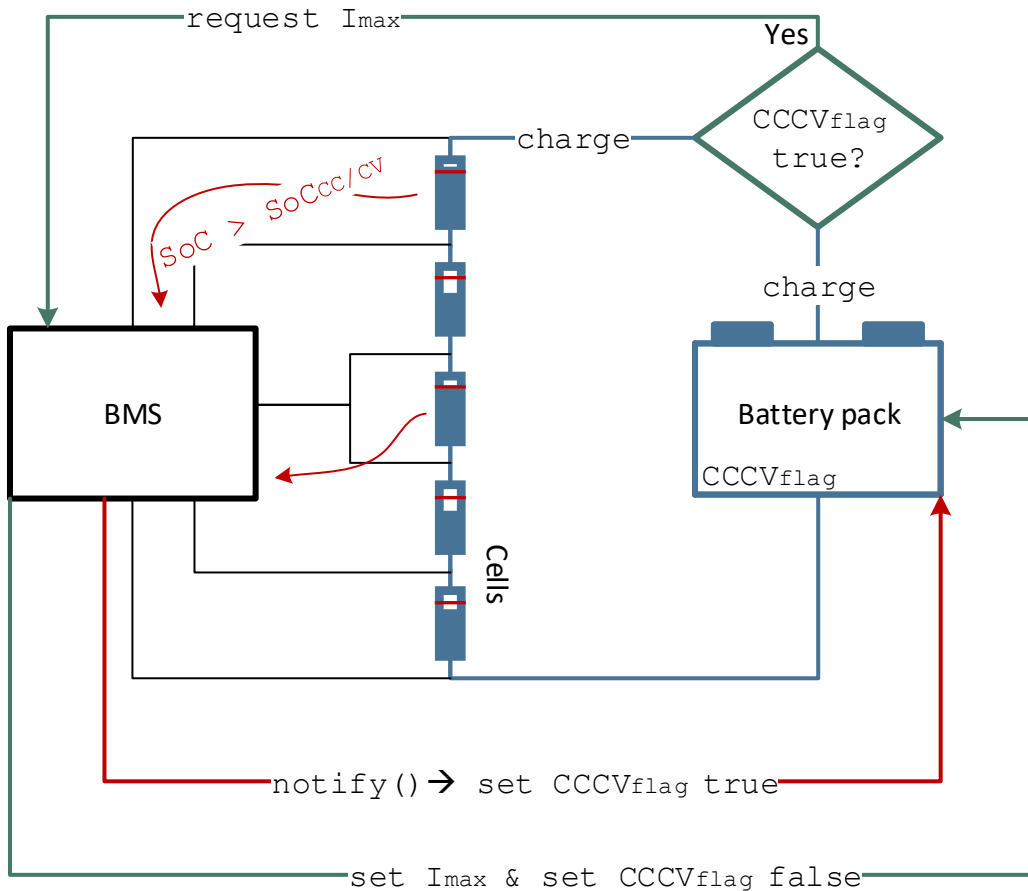 request Imax
Yes
CCCVflag
true?
charge
SoC > SoCCC/CV
charge
BMS
Battery pack
CCCVflag
Cells
notify()→ set CCCVflag true
set Imax & set CCCVflag false